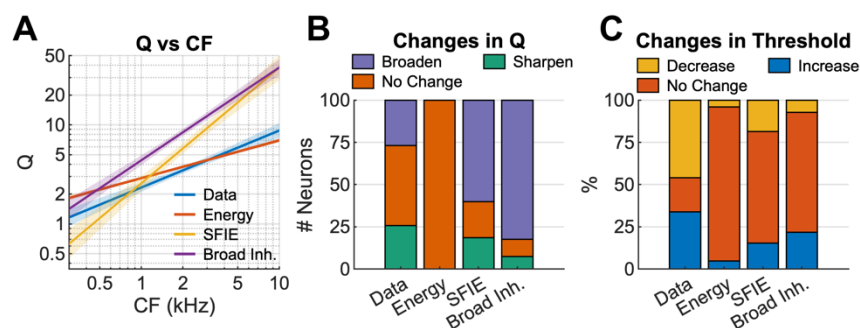 A
Q vs CF
Q
50
20
10
5
2
1
0.5
Data
Energy
SFIE
Broad Inh.
0.5 1 2 5 10
CF (kHz)
B
Changes in Q
Broaden Sharpen
No Change
# Neurons
100
75
50
25
0
Data Energy SFIE Broad Inh.
C
Changes in Threshold
Decrease Increase
No Change
%
100
75
50
25
0
Data Energy SFIE Broad Inh.